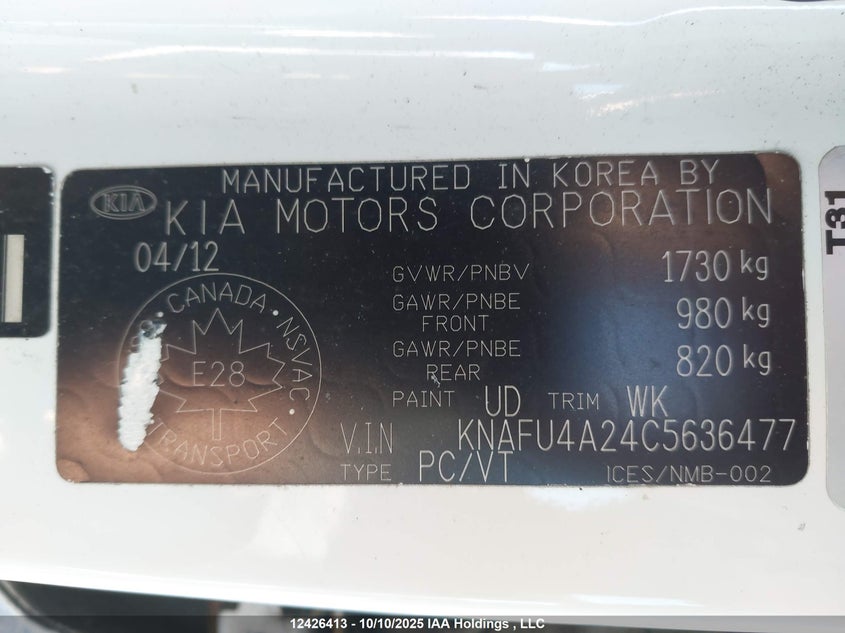 MANUFACTURED IN KOREA BY
KIA
KIA MOTORS CORPORATION
04/12
GVWR/PNBV 1730 kg
GAWR/PNBE FRONT 980 kg
GAWR/PNBE REAR 820 kg
CANADA · NSVAC
E28
TRANSPORT
PAINT UD TRIM WK
V.I.N KNAFU4A24C5636477
TYPE PC/VT ICES/NMB-002
T31
12426413 - 10/10/2025 IAA Holdings , LLC